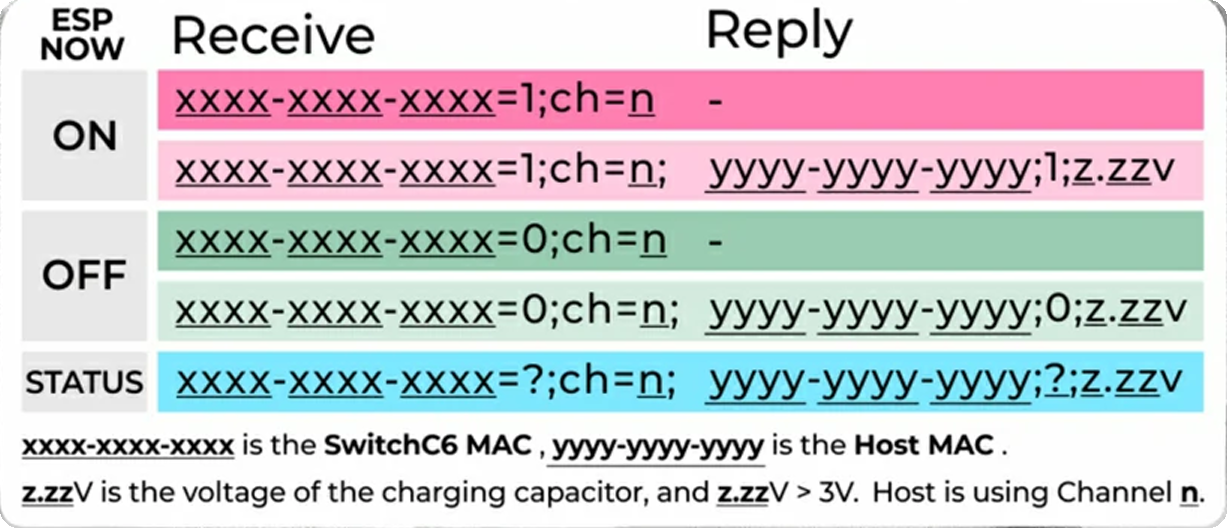 ESP NOW Receive Reply
ON
xxxx-xxxx-xxxx=1;ch=n -
xxxx-xxxx-xxxx=1;ch=n; yyyy-yyyy-yyyy;1;z.zzv
OFF
xxxx-xxxx-xxxx=0;ch=n -
xxxx-xxxx-xxxx=0;ch=n; yyyy-yyyy-yyyy;0;z.zzv
STATUS xxxx-xxxx-xxxx=?;ch=n; yyyy-yyyy-yyyy;?;z.zzv
xxxx-xxxx-xxxx is the SwitchC6 MAC , yyyy-yyyy-yyyy is the Host MAC .
z.zzV is the voltage of the charging capacitor, and z.zzV > 3V. Host is using Channel n.